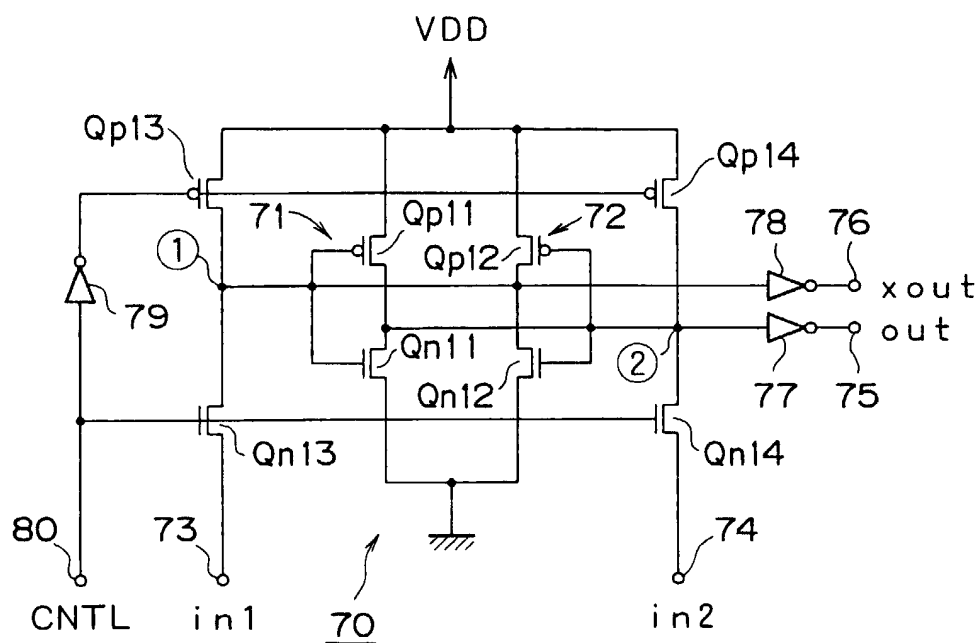 VDD
Qp13
Qp14
71
Qp11
72
Qp12
78
76
①
xout
79
out
Qn11
②
Qn12
77
75
Qn13
Qn14
80
73
74
CNTL
in1
70
in2